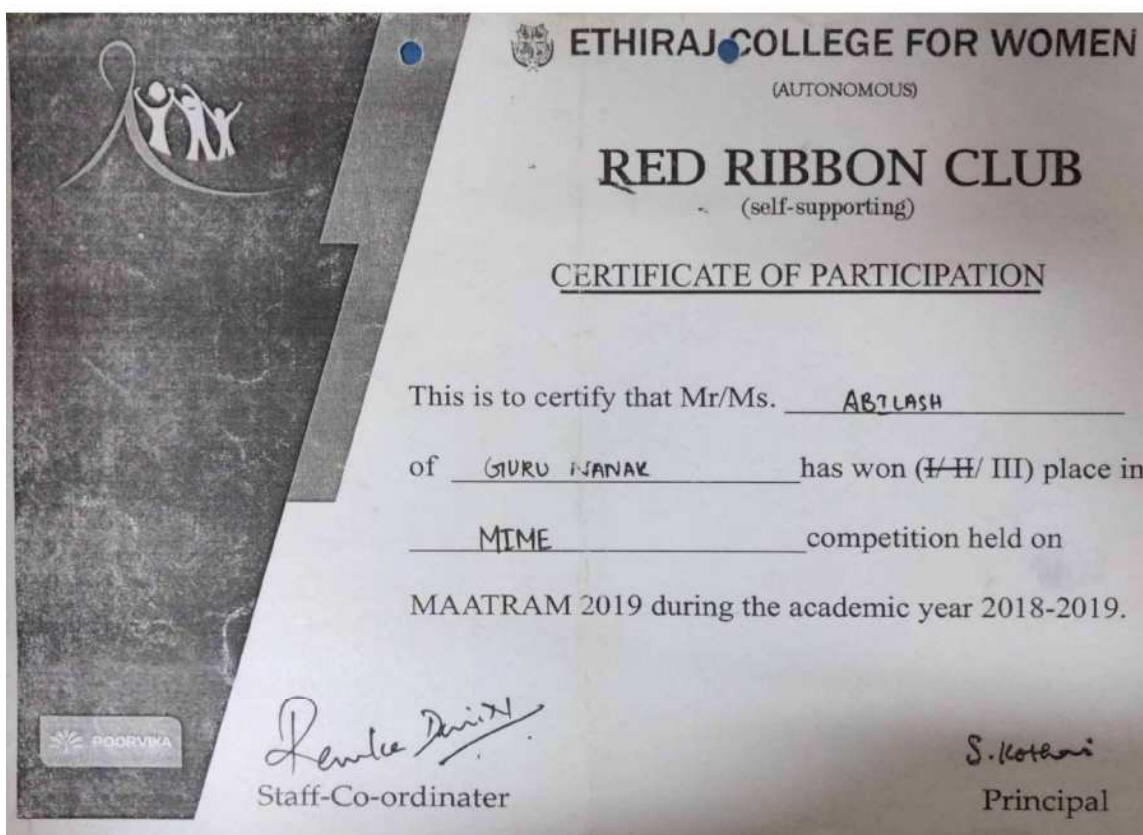 ETHIRAJ COLLEGE FOR WOMEN
(AUTONOMOUS)
RED RIBBON CLUB
(self-supporting)
CERTIFICATE OF PARTICIPATION
This is to certify that Mr/Ms. ABILASH
of GURU NANAK has won (I/ II/ III) place in
MIME competition held on
MAATRAM 2019 during the academic year 2018-2019.
POORVIKA
S. Kothai
Staff-Co-ordinater
Principal